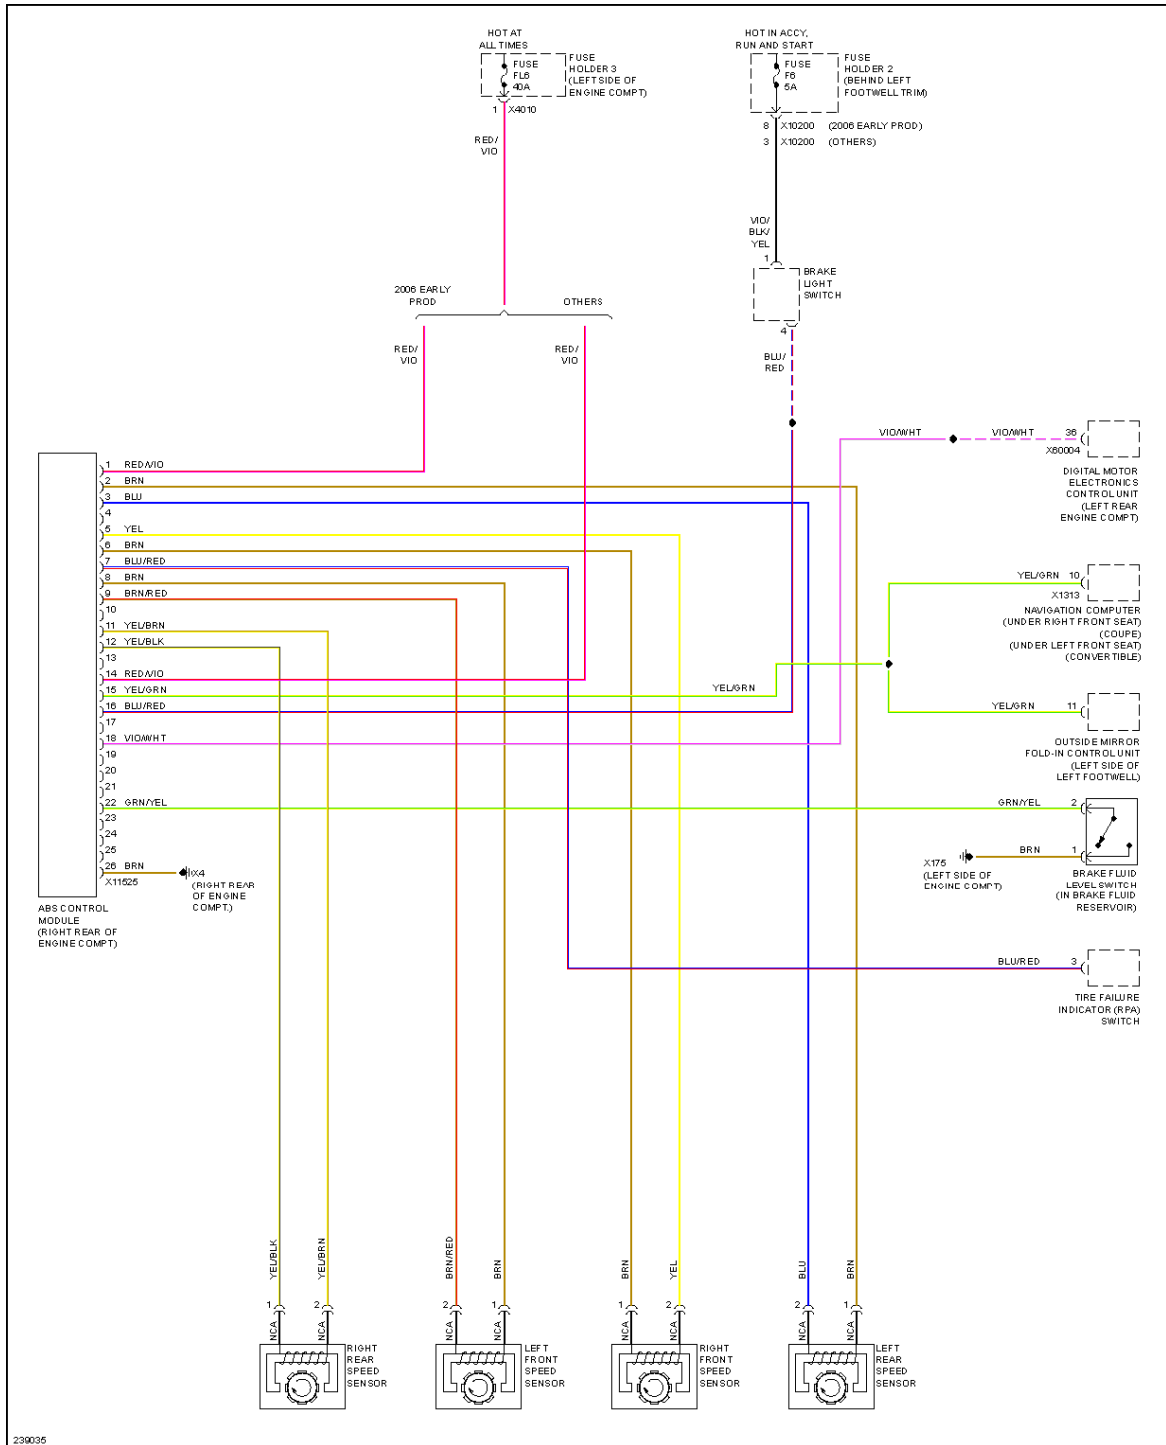 HOT AT
ALL TIMES
FUSE
FL6
40A
FUSE
HOLDER 3
(LEFT SIDE OF
ENGINE COMPT)
1 X4010
RED/
VIO
HOT IN ACCY,
RUN AND START
FUSE
F6
5A
FUSE
HOLDER 2
(BEHIND LEFT
FOOTWELL TRIM)
8 X10200 (2006 EARLY PROD)
3 X10200 (OTHERS)
VIO/
BLK/
YEL
1
BRAKE
LIGHT
SWITCH
4
BLU/
RED
2006 EARLY
PROD
OTHERS
RED/
VIO
RED/
VIO
VIO/WHT
VIO/WHT
36
X60004
DIGITAL MOTOR
ELECTRONICS
CONTROL UNIT
(LEFT REAR
ENGINE COMPT)
1 RED/VIO
2 BRN
3 BLU
4
5 YEL
6 BRN
7 BLU/RED
8 BRN
9 BRN/RED
10
11 YEL/BRN
12 YEL/BLK
13
14 RED/VIO
15 YEL/GRN
16 BLU/RED
17
18 VIO/WHT
19
20
21
22 GRN/YEL
23
24
25
26 BRN
X11525
ABS CONTROL
MODULE
(RIGHT REAR OF
ENGINE COMPT)
X4
(RIGHT REAR
OF ENGINE
COMPT.)
YEL/GRN
YEL/GRN 10
X1313
NAVIGATION COMPUTER
(UNDER RIGHT FRONT SEAT)
(COUPE)
(UNDER LEFT FRONT SEAT)
(CONVERTIBLE)
YEL/GRN 11
OUTSIDE MIRROR
FOLD-IN CONTROL UNIT
(LEFT SIDE OF
LEFT FOOTWELL)
GRN/YEL 2
BRN 1
X175
(LEFT SIDE OF
ENGINE COMPT)
BRAKE FLUID
LEVEL SWITCH
(IN BRAKE FLUID
RESERVOIR)
BLU/RED 3
TIRE FAILURE
INDICATOR (RPA)
SWITCH
YEL/BLK
YEL/BRN
BRN/RED
BRN
BRN
YEL
BLU
BRN
1
2
2
1
1
2
2
1
NCA
NCA
NCA
NCA
NCA
NCA
NCA
NCA
RIGHT
REAR
SPEED
SENSOR
LEFT
FRONT
SPEED
SENSOR
RIGHT
FRONT
SPEED
SENSOR
LEFT
REAR
SPEED
SENSOR
239035